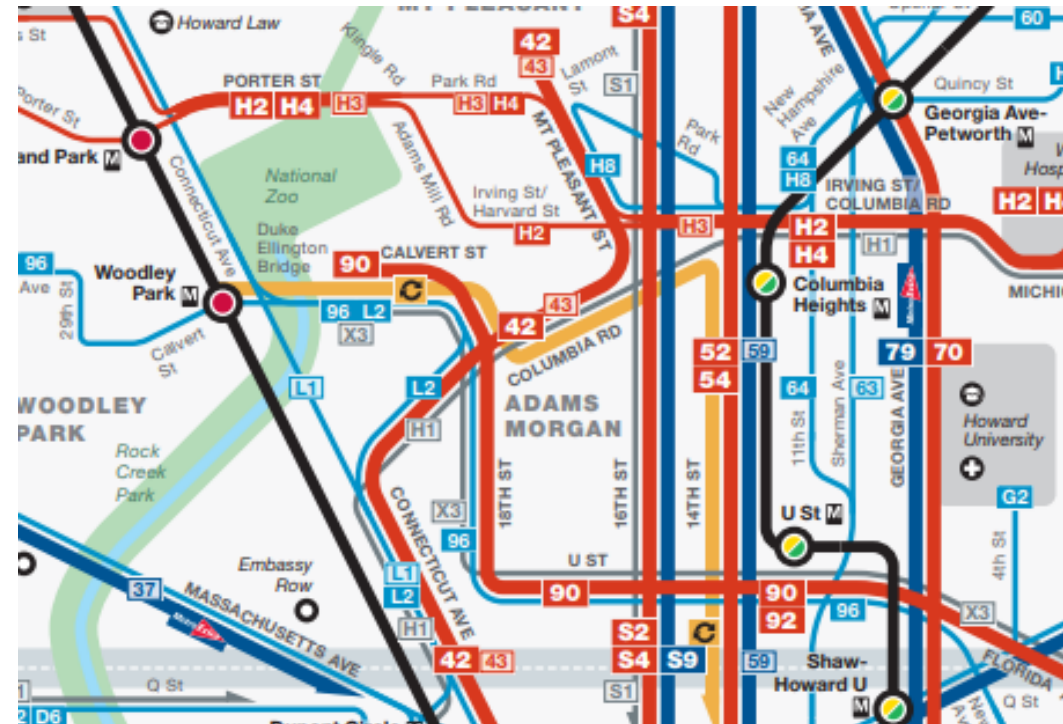 MT PLEASANT
S4
60
s St
Howard Law
Klingle Rd
42
43
Lamont
St
S1
New
Hampshire
Ave
Quincy St
PORTER ST
Park Rd
H2 H4
H3
H3 H4
Porter St
Georgia Ave-
Petworth M
and Park M
Connecticut Ave
National
Zoo
Adams Mill Rd
MT PLEASANT ST
H8
Park
Rd
64
H8
IRVING ST/
COLUMBIA RD
Irving St/
Harvard St
H2
H3
H2
H4
H1
H2
Duke
Ellington
Bridge
90
CALVERT ST
96
Ave
29th St
Woodley
Park M
Columbia
Heights M
MICHI
96 L2
X3
Calvert
St
42
43
COLUMBIA RD
52
54
59
79
70
L1
L2
H1
ADAMS
MORGAN
64
63
11th St
Sherman Ave
GEORGIA AVE
Howard
University
WOODLEY
PARK
Rock
Creek
Park
CONNECTICUT AVE
X3
96
18TH ST
16TH ST
14TH ST
U St M
G2
4th St
Embassy
Row
U ST
37
MASSACHUSETTS AVE
L1
L2
H1
90
90
92
96
X3
FLORIDA
42
43
S2
S4
S9
S1
59
Shaw-
Howard U
M
Q St
Q St
D6